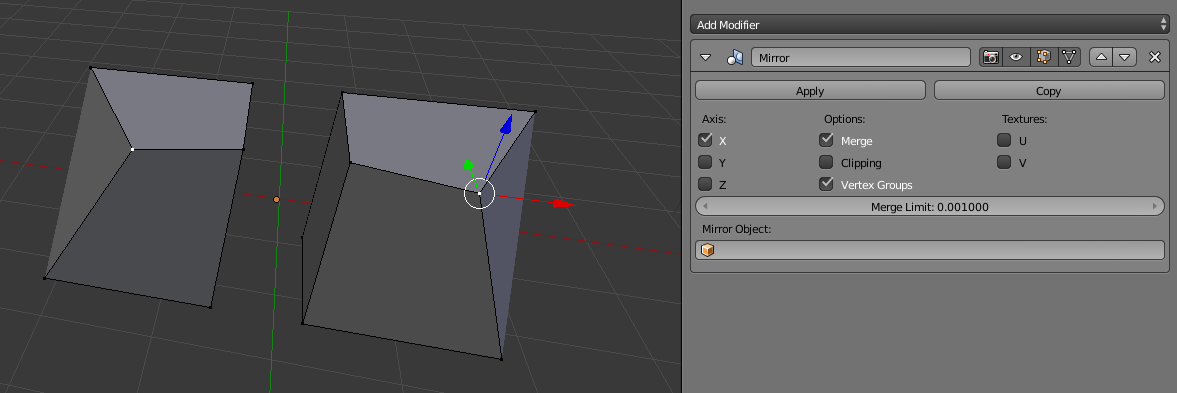 Add Modifier
Mirror
Apply Copy
Axis: Options: Textures:
X Merge U
Y Clipping V
Z Vertex Groups
Merge Limit: 0.001000
Mirror Object: